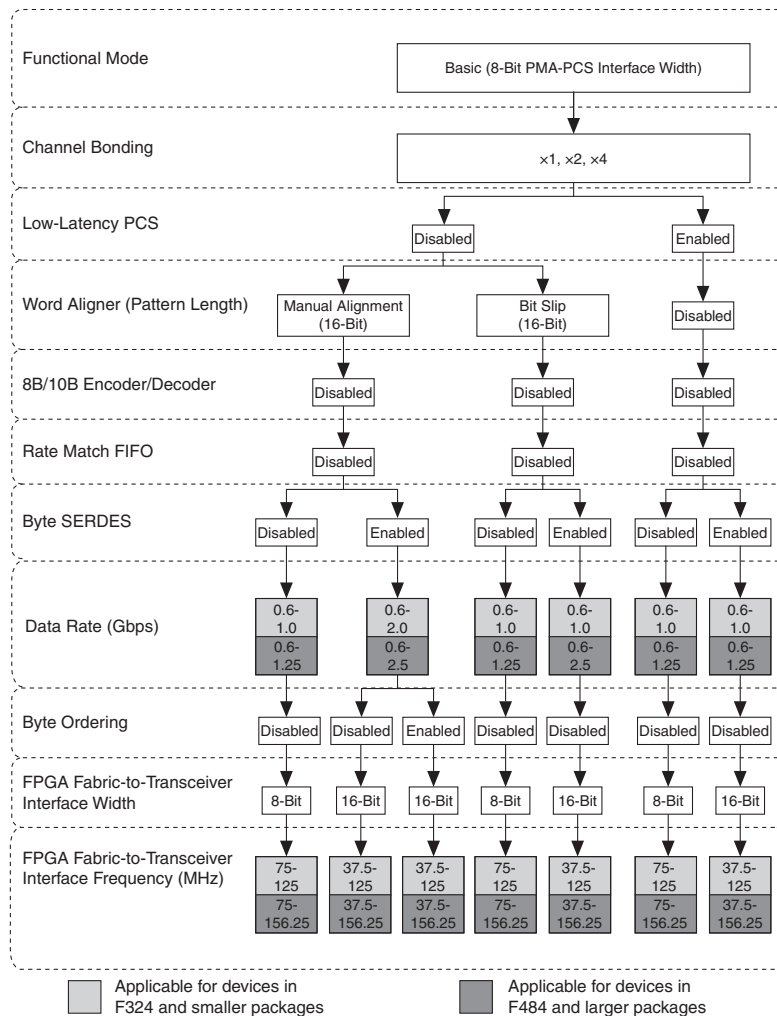 Functional Mode
Basic (8-Bit PMA-PCS Interface Width)
Channel Bonding
×1, ×2, ×4
Low-Latency PCS
Disabled
Enabled
Word Aligner (Pattern Length)
Manual Alignment
(16-Bit)
Bit Slip
(16-Bit)
Disabled
8B/10B Encoder/Decoder
Disabled
Disabled
Disabled
Rate Match FIFO
Disabled
Disabled
Disabled
Byte SERDES
Disabled
Enabled
Disabled
Enabled
Disabled
Enabled
Data Rate (Gbps)
0.6-
1.0
0.6-
1.25
0.6-
2.0
0.6-
2.5
0.6-
1.0
0.6-
1.25
0.6-
1.0
0.6-
2.5
0.6-
1.0
0.6-
1.25
0.6-
1.0
0.6-
1.25
Byte Ordering
Disabled
Disabled
Enabled
Disabled
Disabled
Disabled
Disabled
FPGA Fabric-to-Transceiver
Interface Width
8-Bit
16-Bit
16-Bit
8-Bit
16-Bit
8-Bit
16-Bit
FPGA Fabric-to-Transceiver
Interface Frequency (MHz)
75-
125
75-
156.25
37.5-
125
37.5-
156.25
37.5-
125
37.5-
156.25
75-
125
75-
156.25
37.5-
125
37.5-
156.25
75-
125
75-
156.25
37.5-
125
37.5-
156.25
Applicable for devices in
F324 and smaller packages
Applicable for devices in
F484 and larger packages